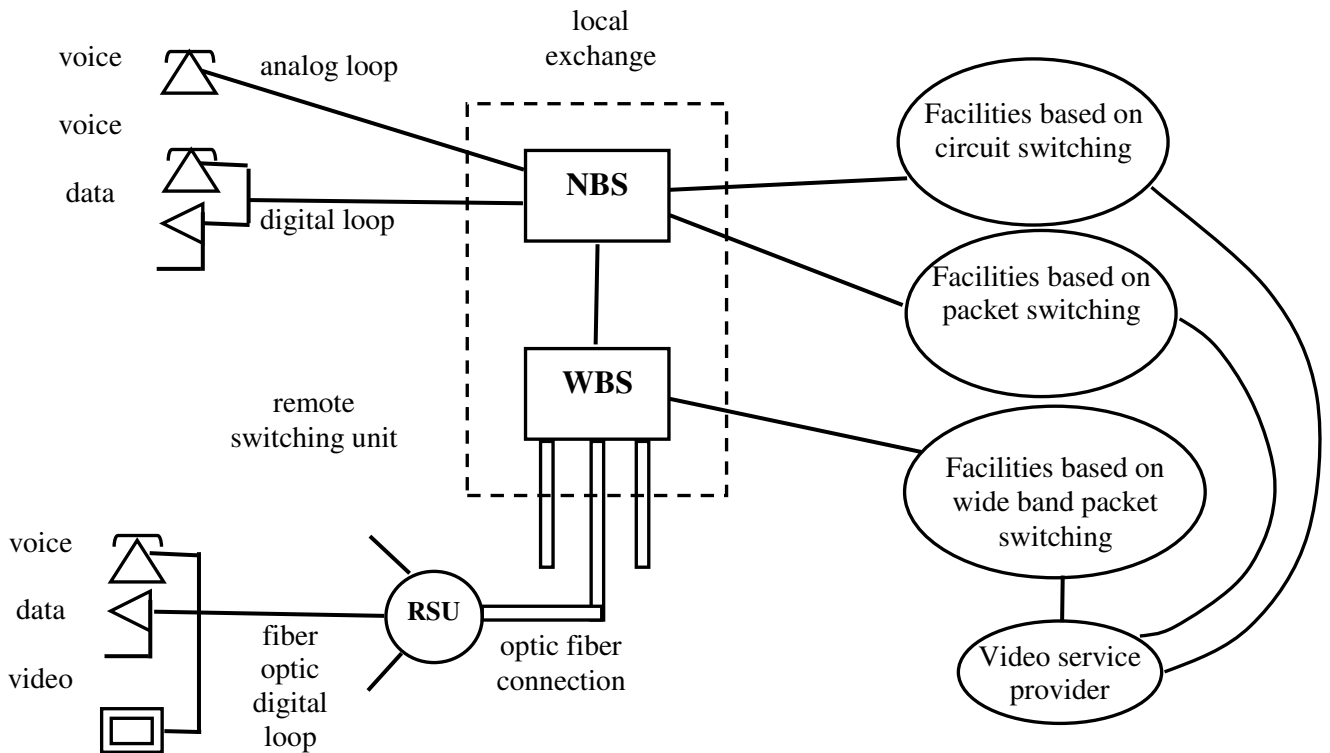 local
exchange
voice
analog loop
voice
data
digital loop
NBS
Facilities based on
circuit switching
Facilities based on
packet switching
WBS
remote
switching unit
Facilities based on
wide band packet
switching
voice
data
video
RSU
fiber
optic
digital
loop
optic fiber
connection
Video service
provider